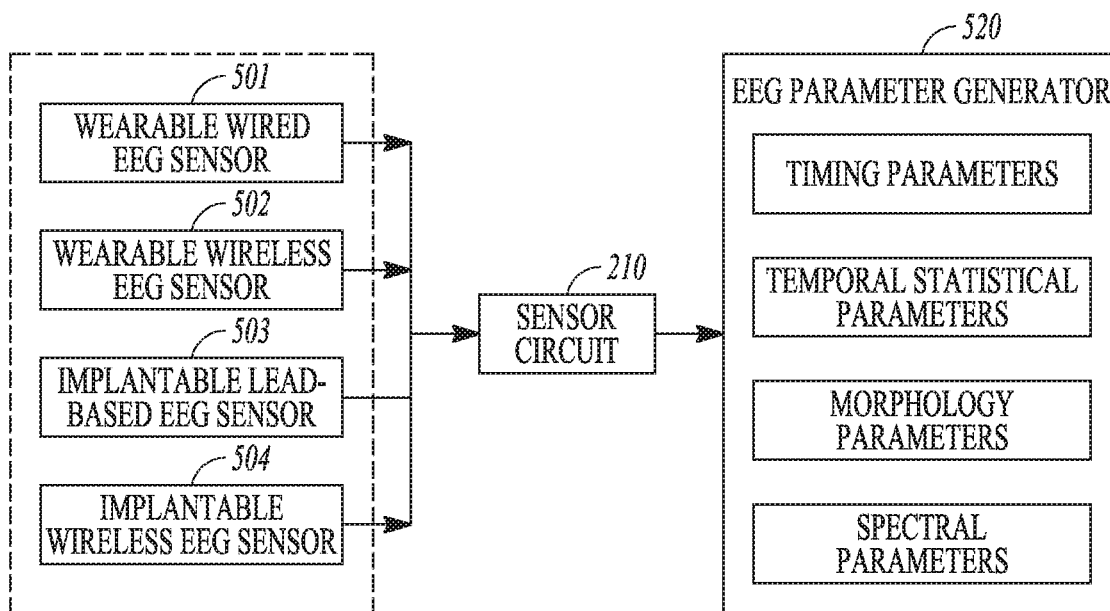 501
WEARABLE WIRED
EEG SENSOR
502
WEARABLE WIRELESS
EEG SENSOR
503
IMPLANTABLE LEAD-
BASED EEG SENSOR
504
IMPLANTABLE
WIRELESS EEG SENSOR
210
SENSOR
CIRCUIT
520
EEG PARAMETER GENERATOR
TIMING PARAMETERS
TEMPORAL STATISTICAL
PARAMETERS
MORPHOLOGY
PARAMETERS
SPECTRAL
PARAMETERS